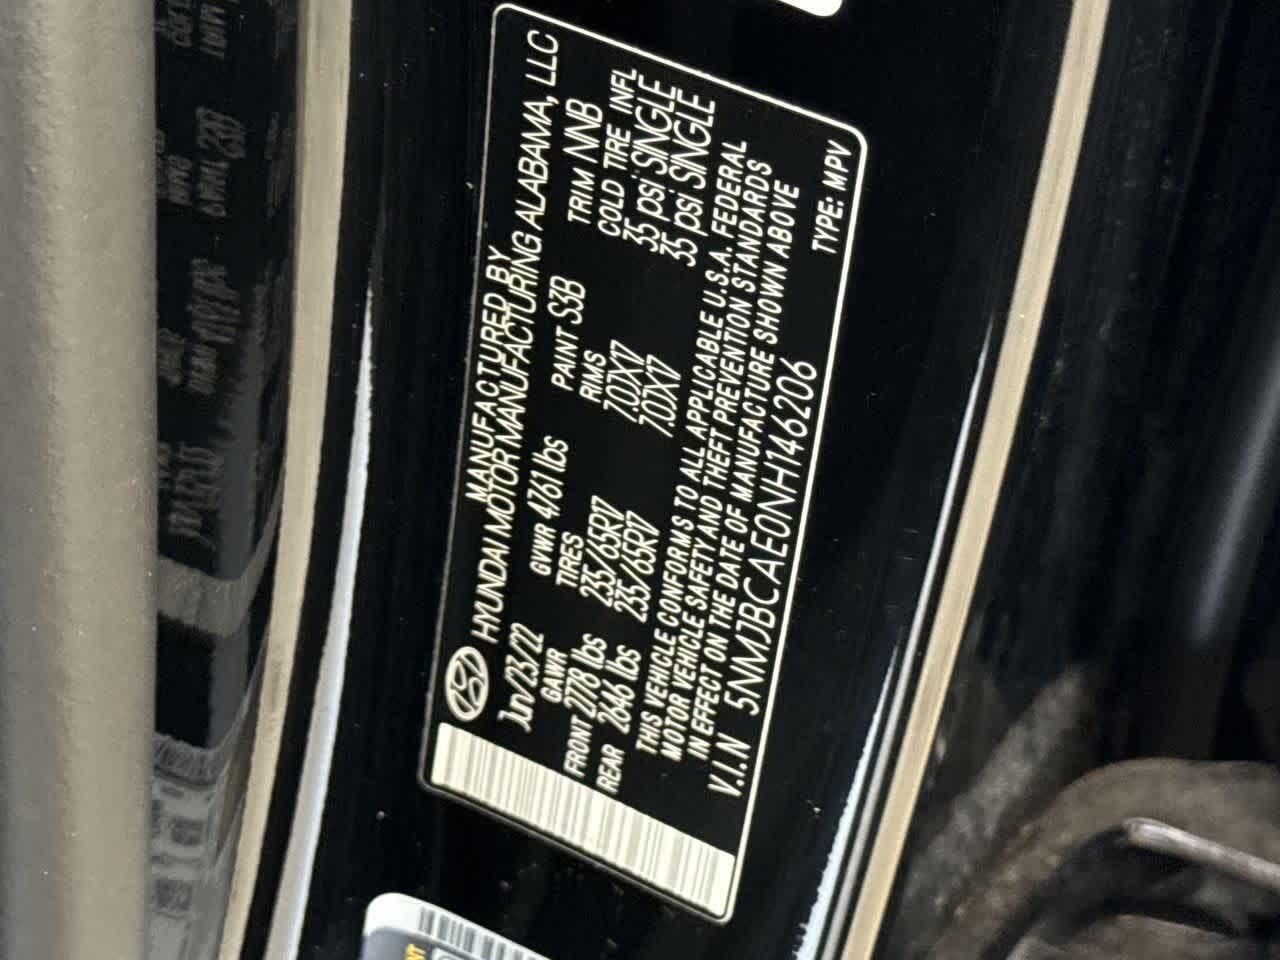 MANUFACTURED BY
HYUNDAI MOTOR MANUFACTURING ALABAMA, LLC
Jun/23/22 GVWR 4761 lbs PAINT S3B TRIM NNB
GAWR TIRES RIMS COLD TIRE INFL
FRONT 2778 lbs 235/65R17 7.0X17 35 psi SINGLE
REAR 2646 lbs 235/65R17 7.0X17 35 psi SINGLE
THIS VEHICLE CONFORMS TO ALL APPLICABLE U.S.A. FEDERAL
MOTOR VEHICLE SAFETY AND THEFT PREVENTION STANDARDS
IN EFFECT ON THE DATE OF MANUFACTURE SHOWN ABOVE
V.I.N 5NMJBCAE0NH146206 TYPE: MPV